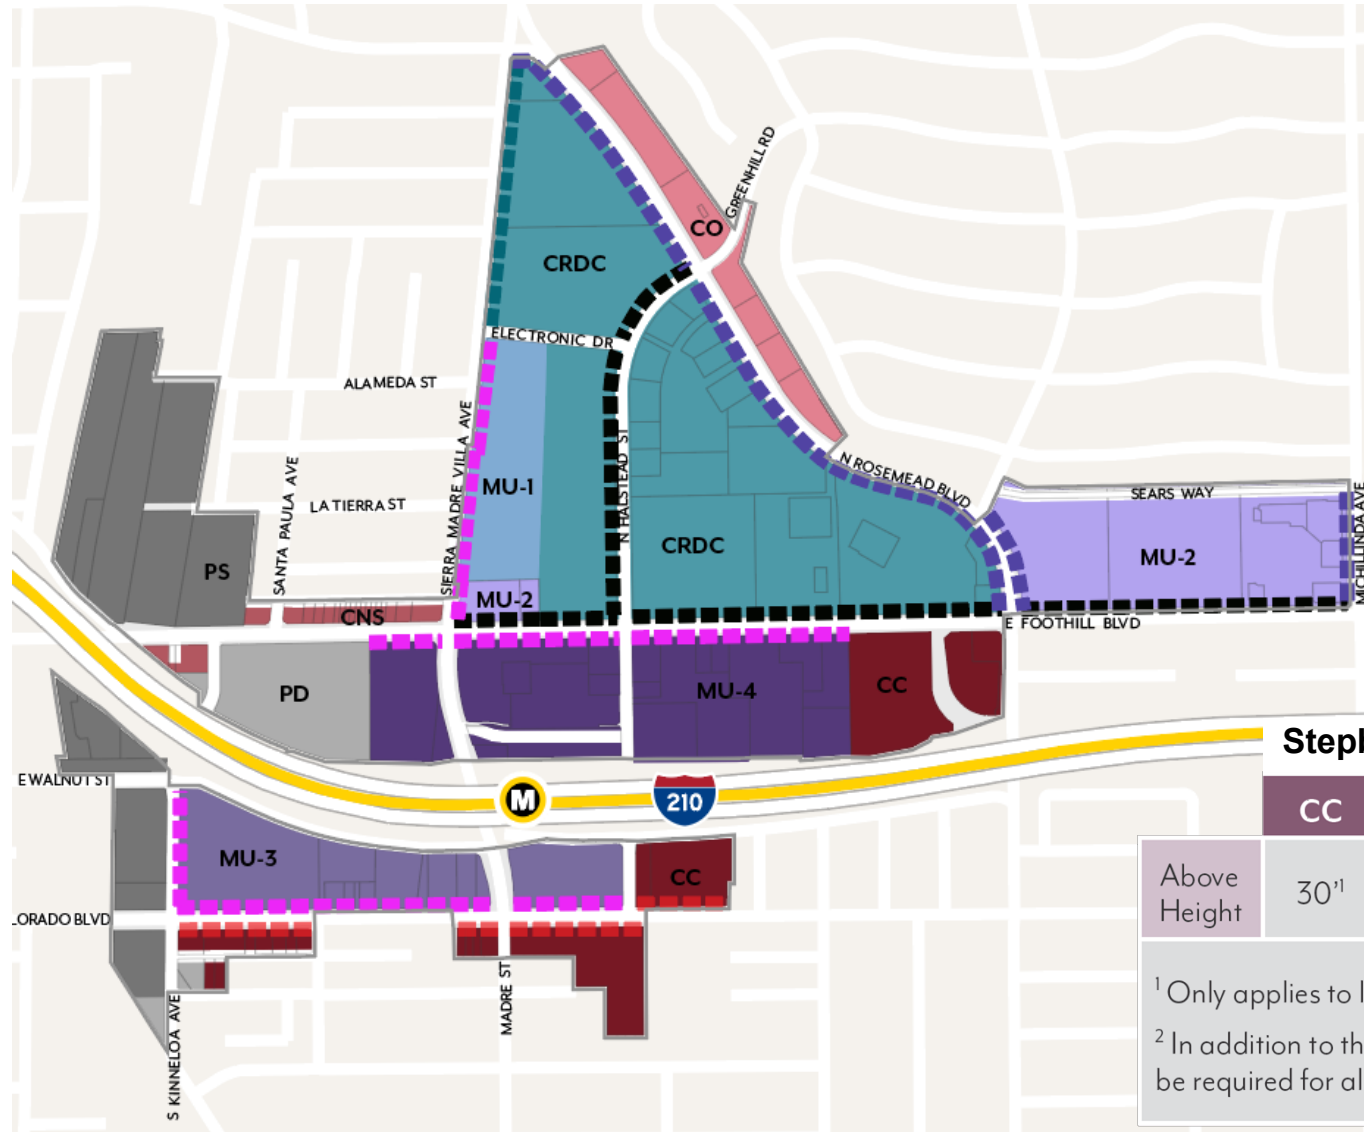 GREENHILL RD
CO
CRDC
ELECTRONIC DR
ALAMEDA ST
SIERRA MADRE VILLA AVE
N HALSTEAD ST
N ROSEMEAD BLVD
SEARS WAY
MICHILLINDA AVE
MU-1
LA TIERRA ST
SANTA PAULA AVE
CRDC
MU-2
PS
MU-2
CNS
E FOOTHILL BLVD
PD
MU-4
CC
E WALNUT ST
M
210
MU-3
CC
LORADO BLVD
MADRE ST
S KINNELOA AVE
Step
CC
Above
Height
30'¹
¹ Only applies to
² In addition to th
be required for al